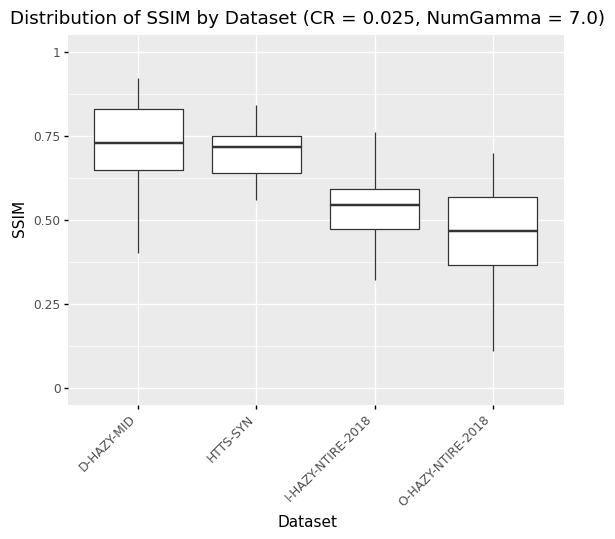 Distribution of SSIM by Dataset (CR = 0.025, NumGamma = 7.0)
1
0.75
0.50
0.25
0
SSIM
D-HAZY-MID
HTTS-SYN
I-HAZY-NTIRE-2018
O-HAZY-NTIRE-2018
Dataset